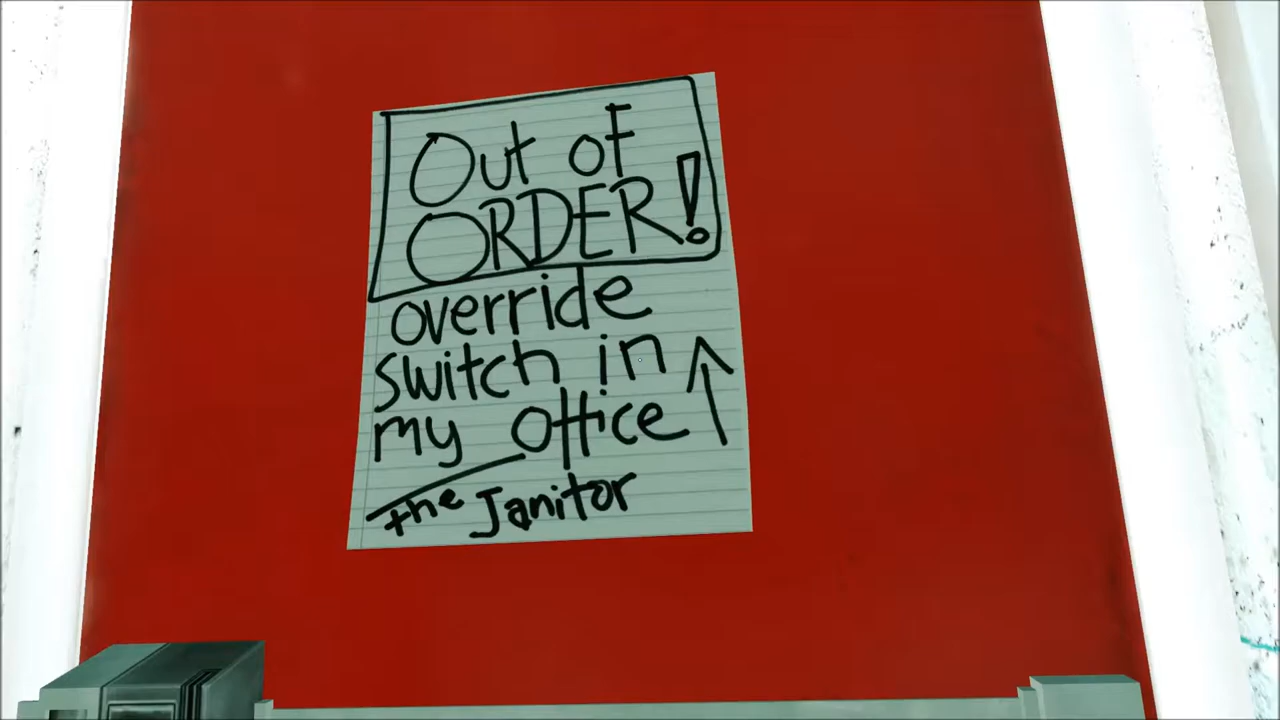 Out of
ORDER!
override
switch in
my Office
the Janitor